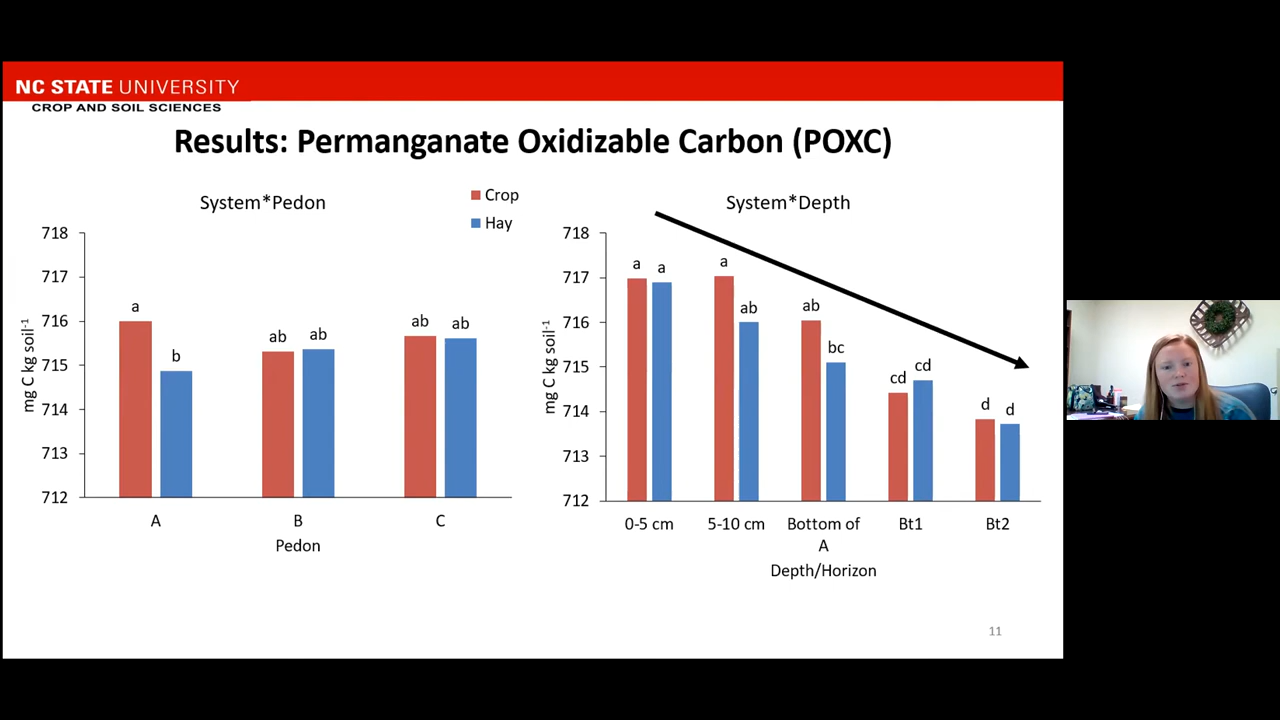 NC STATE UNIVERSITY
CROP AND SOIL SCIENCES
Results: Permanganate Oxidizable Carbon (POXC)
System*Pedon
Crop
Hay
718
717
716
715
714
713
712
mg C kg soil-1
a
b
ab
ab
ab
ab
A
B
C
Pedon
System*Depth
718
717
716
715
714
713
712
mg C kg soil-1
a
a
a
ab
ab
bc
cd
cd
d
d
0-5 cm
5-10 cm
Bottom of
A
Bt1
Bt2
Depth/Horizon
11